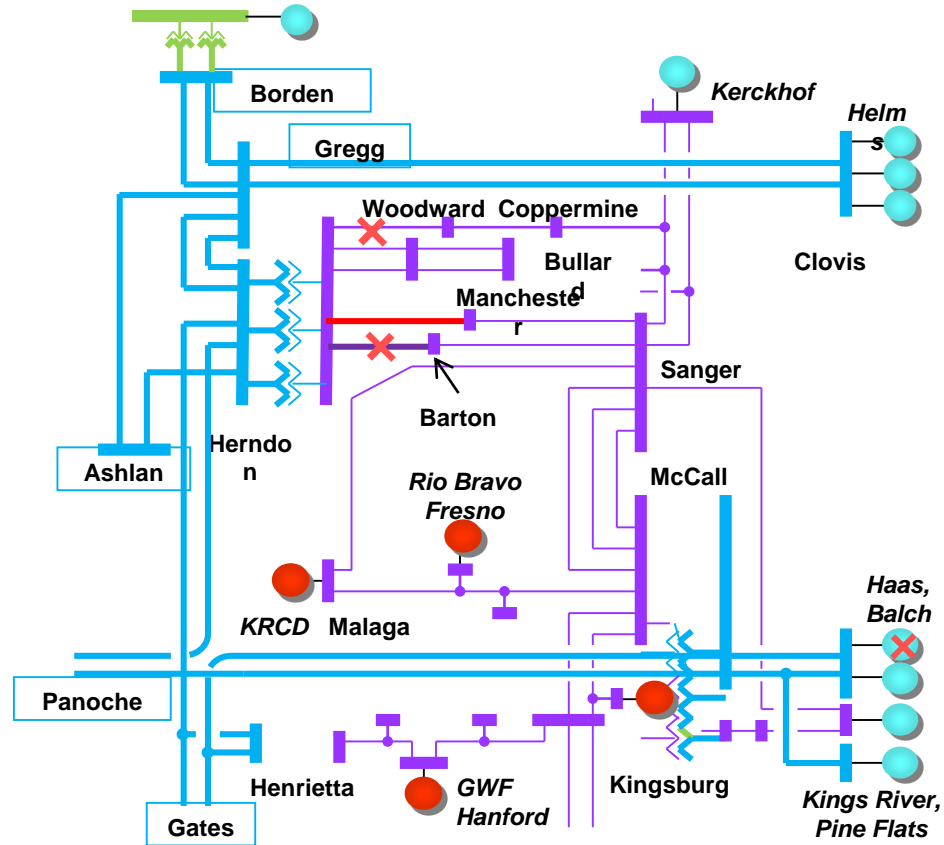 Borden
Kerckhof
Helm
s
Gregg
Woodward
Coppermine
Bullar
d
Clovis
Mancheste
r
Sanger
Barton
Herndo
n
Ashlan
McCall
Rio Bravo
Fresno
Haas,
Balch
KRCD
Malaga
Panoche
Henrietta
GWF
Hanford
Kingsburg
Kings River,
Pine Flats
Gates